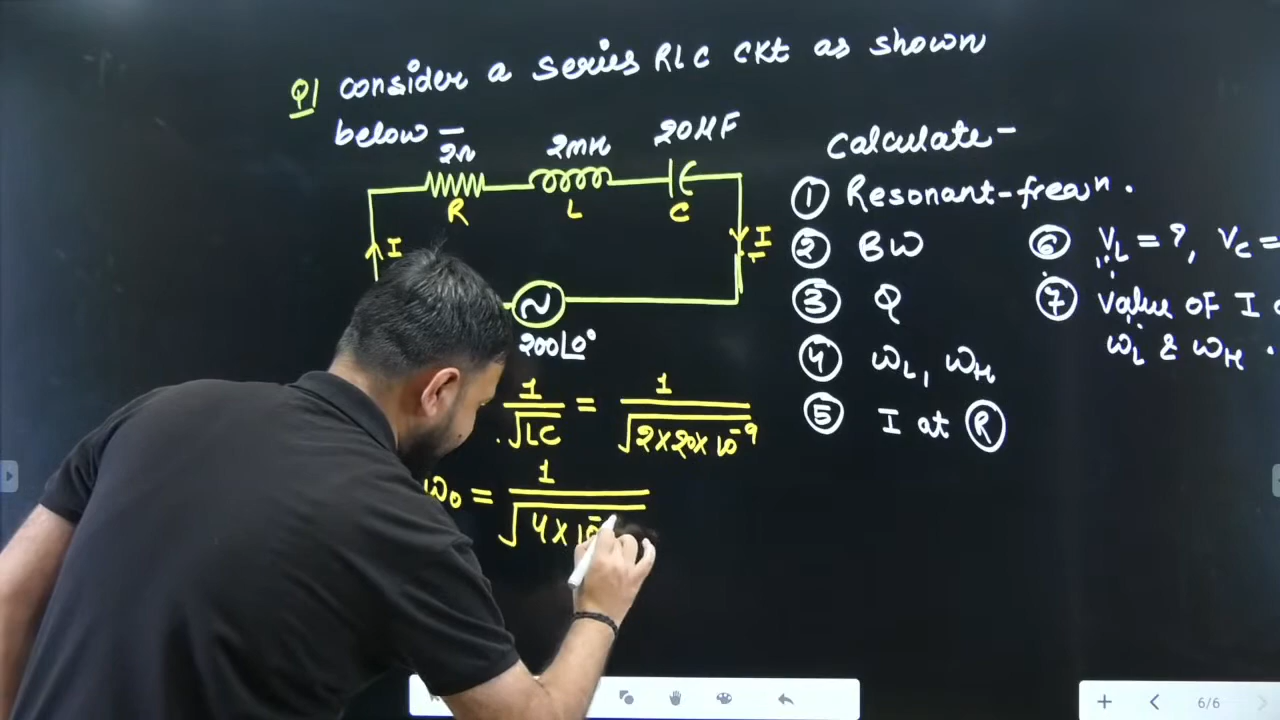 Q1 consider a series RLC CKt as shown
below –
2Ω 2mH 20μF
R L C
I I
200∠0°
1/√LC = 1/√2×20×10⁻⁹
ω₀ = 1/√4×10⁻
Calculate –
① Resonant-freqⁿ.
② BW
③ Q
④ ωL, ωH
⑤ I at Ⓡ
⑥ VL = ?, VC =
⑦ value of I
ωL & ωH.
6/6